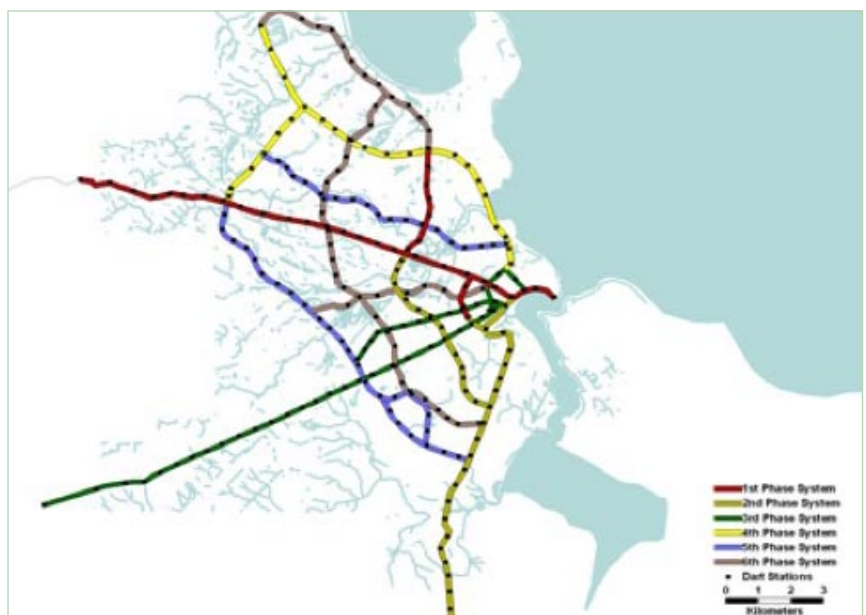 1st Phase System
2nd Phase System
3rd Phase System
4th Phase System
5th Phase System
6th Phase System
Dart Stations
0 1 2 3
Kilometers